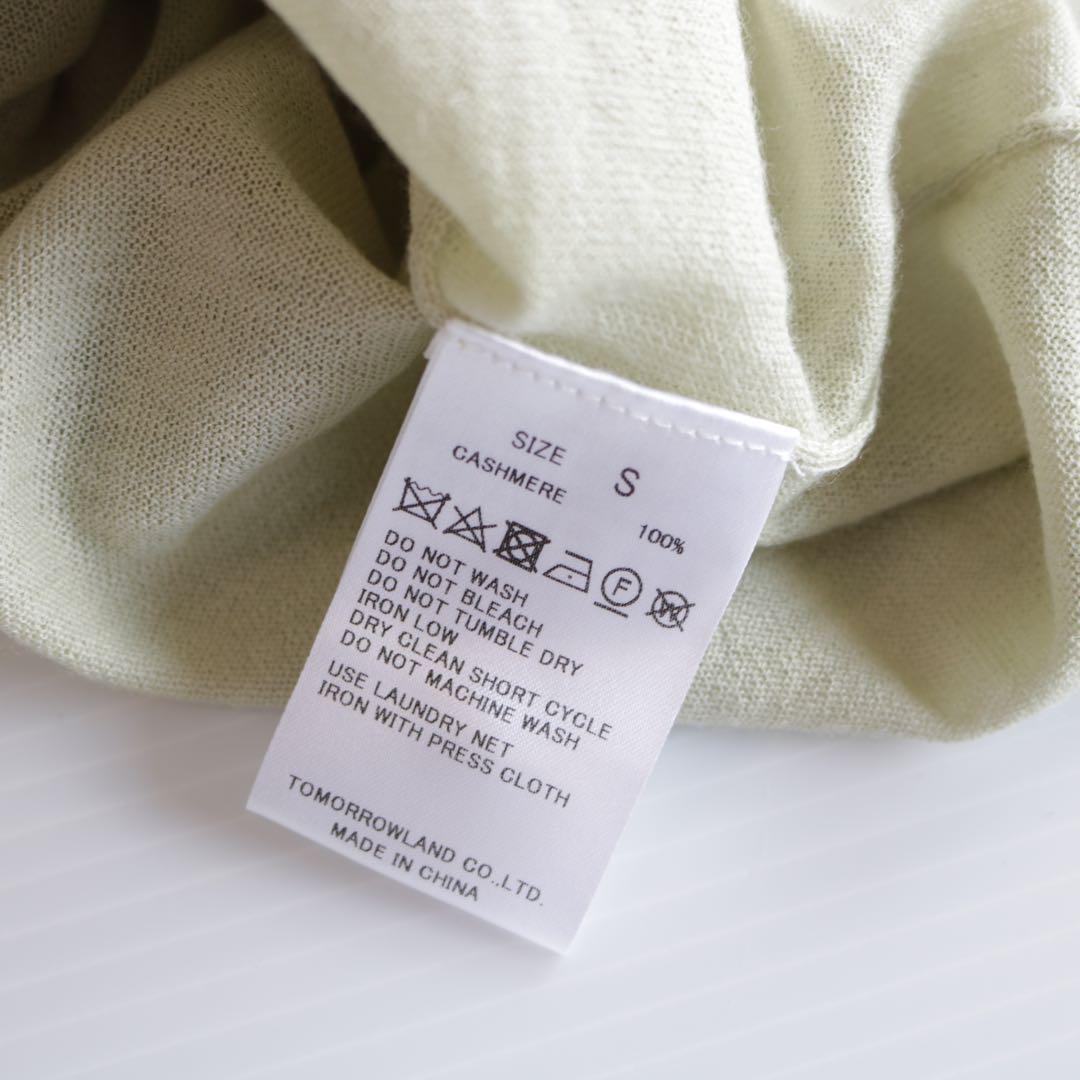 SIZE S
CASHMERE 100%
F W
DO NOT WASH
DO NOT BLEACH
DO NOT TUMBLE DRY
IRON LOW
DRY CLEAN SHORT CYCLE
DO NOT MACHINE WASH
USE LAUNDRY NET
IRON WITH PRESS CLOTH
TOMORROWLAND CO.,LTD.
MADE IN CHINA